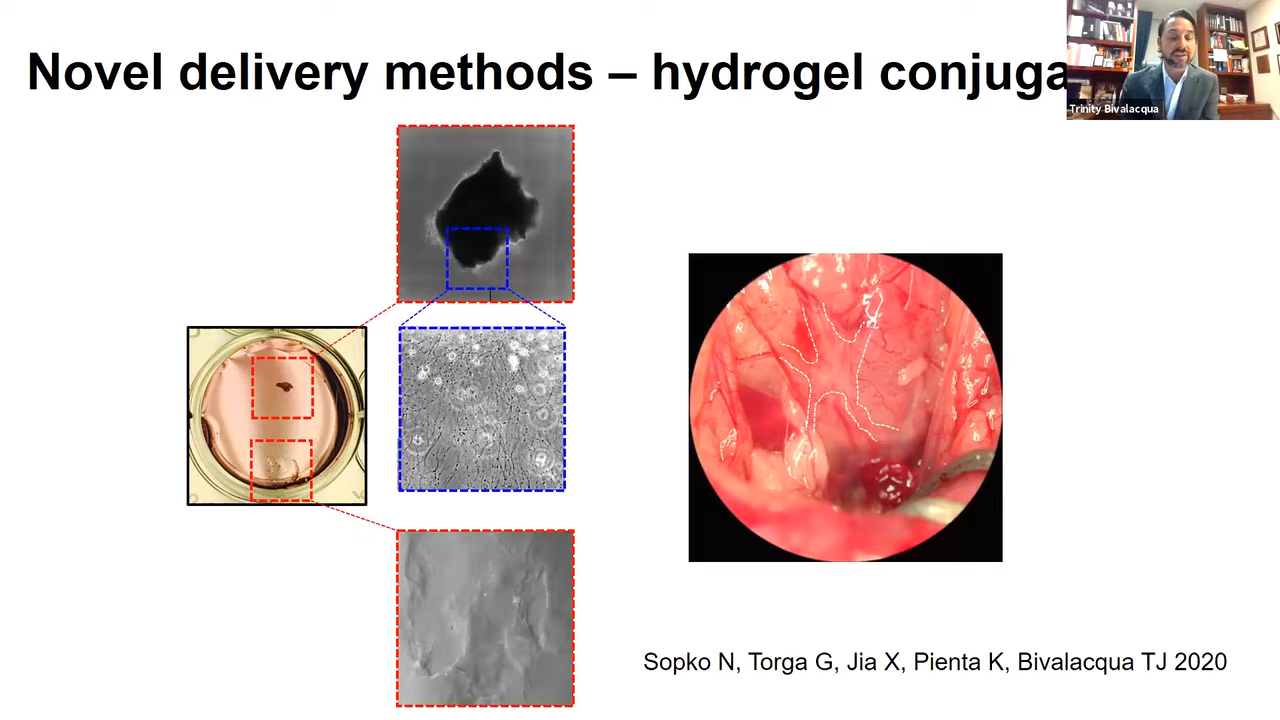 Novel delivery methods – hydrogel conjuga
Trinity Bivalacqua
Sopko N, Torga G, Jia X, Pienta K, Bivalacqua TJ 2020